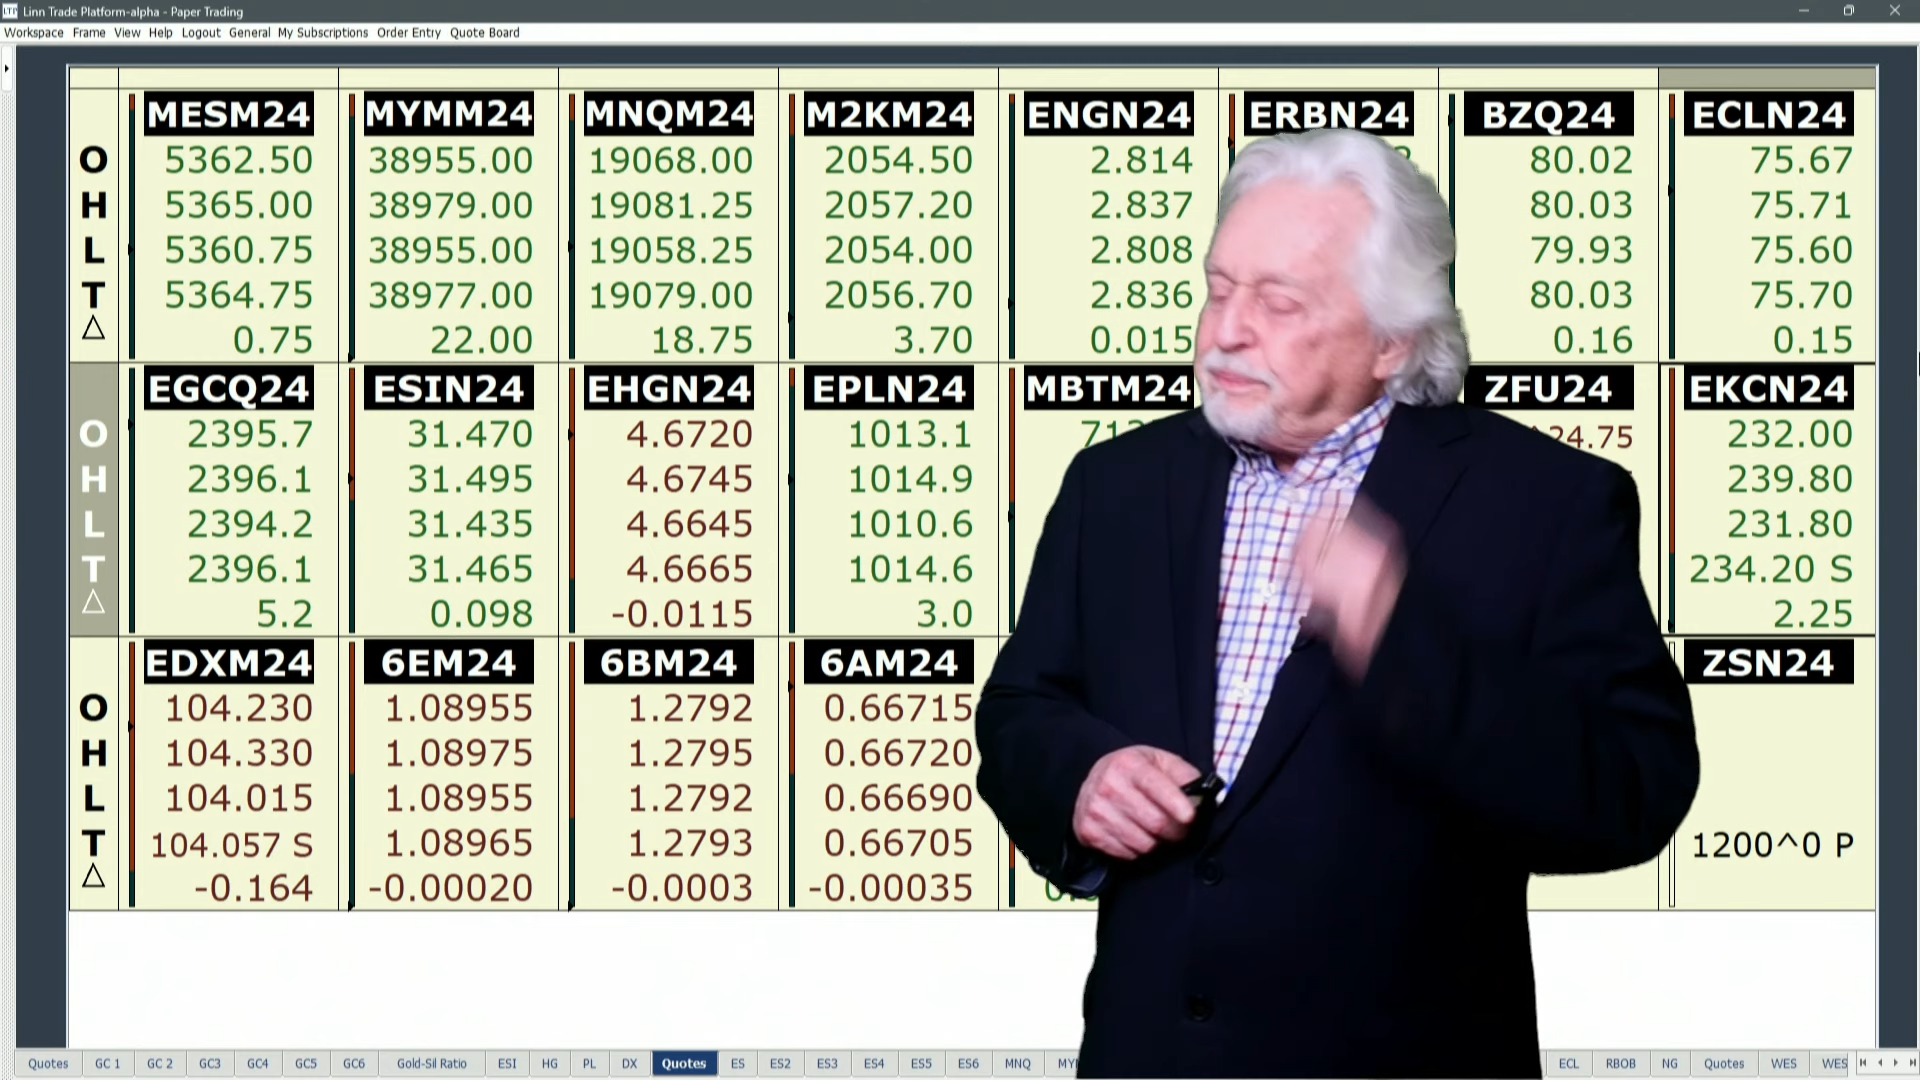 Linn Trade Platform-alpha - Paper Trading
Workspace Frame View Help Logout General My Subscriptions Order Entry Quote Board
MESM24 MYMM24 MNQM24 M2KM24 ENGN24 ERBN24 BZQ24 ECLN24
O 5362.50 38955.00 19068.00 2054.50 2.814 80.02 75.67
H 5365.00 38979.00 19081.25 2057.20 2.837 80.03 75.71
L 5360.75 38955.00 19058.25 2054.00 2.808 79.93 75.60
T 5364.75 38977.00 19079.00 2056.70 2.836 80.03 75.70
△ 0.75 22.00 18.75 3.70 0.015 0.16 0.15
EGCQ24 ESIN24 EHGN24 EPLN24 MBTM24 ZFU24 EKCN24
O 2395.7 31.470 4.6720 1013.1 24.75 232.00
H 2396.1 31.495 4.6745 1014.9 239.80
L 2394.2 31.435 4.6645 1010.6 231.80
T 2396.1 31.465 4.6665 1014.6 234.20 S
△ 5.2 0.098 -0.0115 3.0 2.25
EDXM24 6EM24 6BM24 6AM24 ZSN24
O 104.230 1.08955 1.2792 0.66715
H 104.330 1.08975 1.2795 0.66720
L 104.015 1.08955 1.2792 0.66690
T 104.057 S 1.08965 1.2793 0.66705 1200^0 P
△ -0.164 -0.00020 -0.0003 -0.00035
Quotes GC 1 GC 2 GC3 GC4 GC5 GC6 Gold-Sil Ratio ESI HG PL DX Quotes ES ES2 ES3 ES4 ES5 ES6 MNQ ECL RBOB NG Quotes WES WES